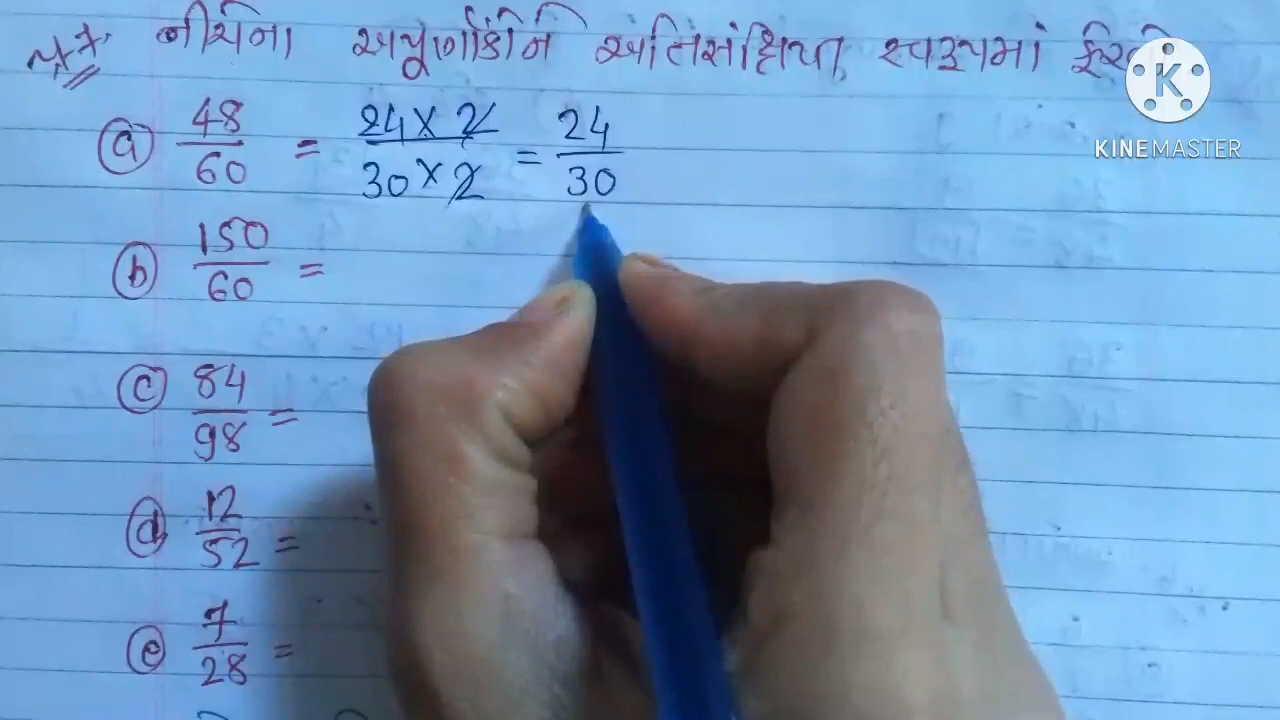 નીચેના અપૂર્ણાંકોને અતિસંક્ષિપ્ત સ્વરૂપમાં
K
KINEMASTER
a 48/60 = 24 × 2 / 30 × 2 = 24/30
b 150/60 =
c 84/98 =
d 12/52 =
e 7/28 =